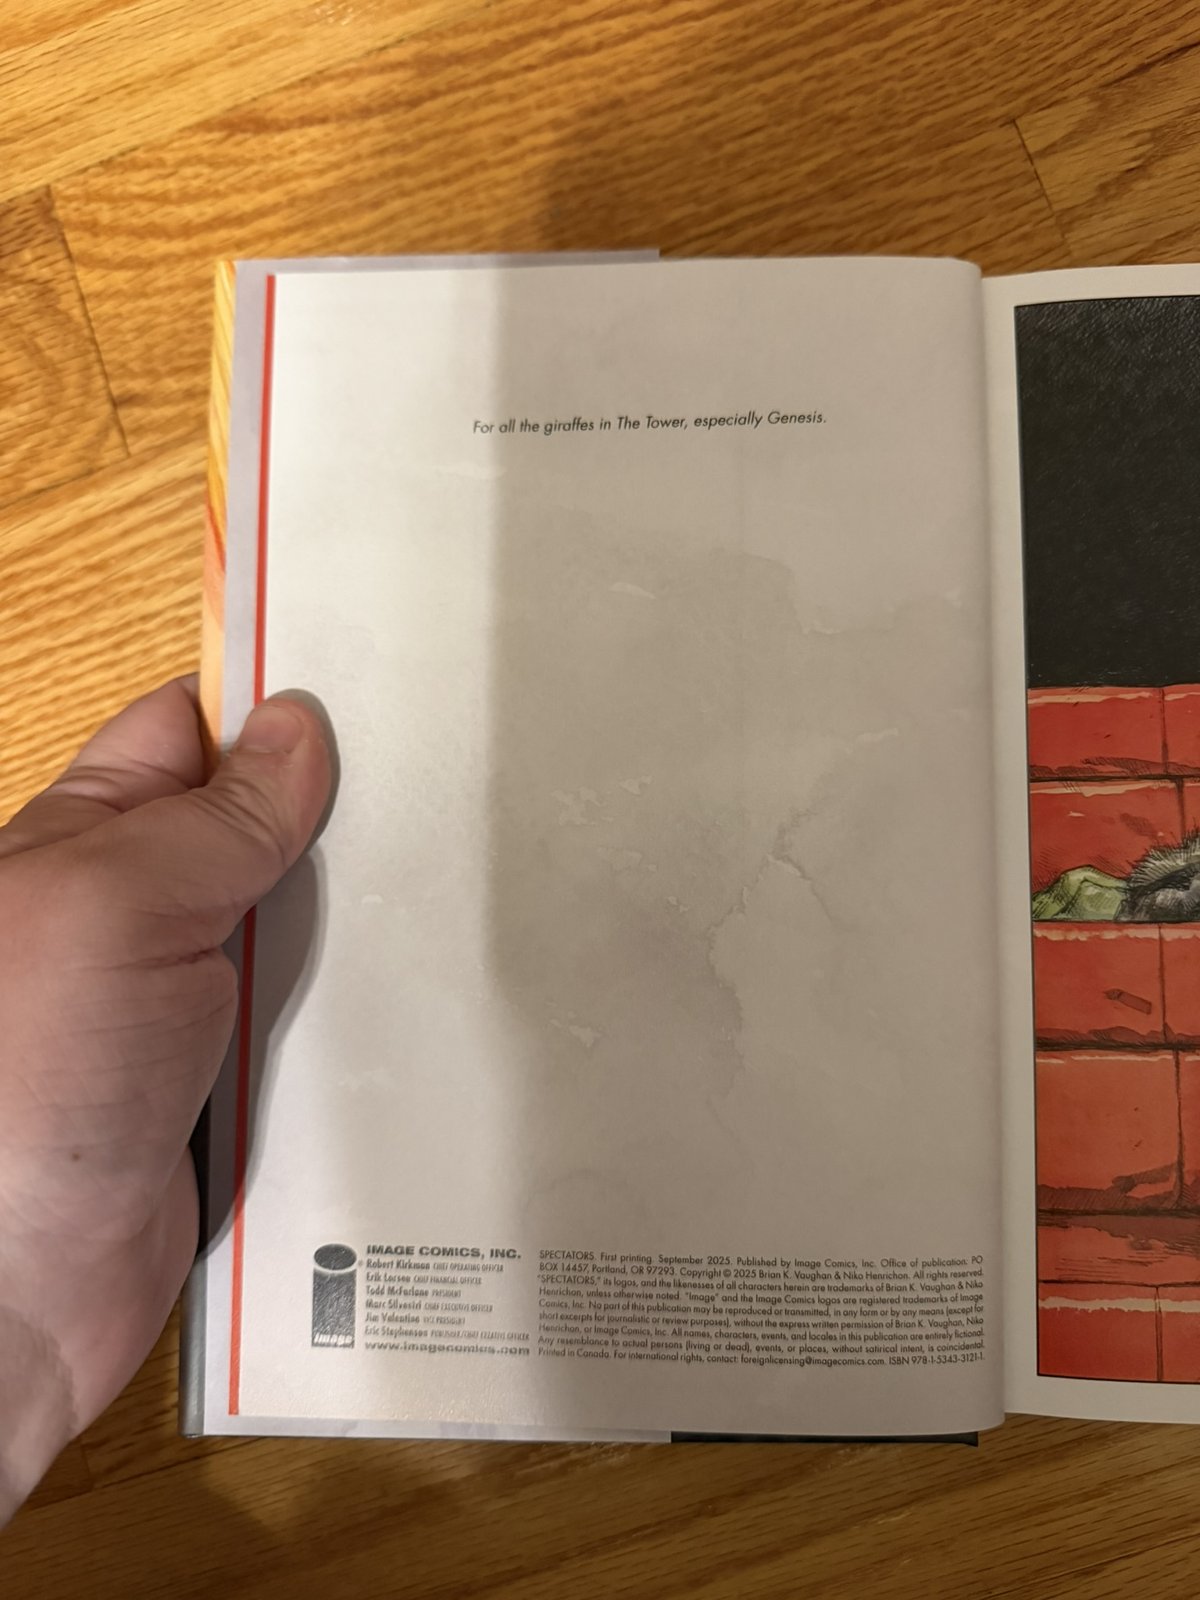 For all the giraffes in The Tower, especially Genesis.
IMAGE COMICS, INC.
Robert Kirkman CHIEF OPERATING OFFICER
Erik Larsen CHIEF FINANCIAL OFFICER
Todd McFarlane PRESIDENT
Marc Silvestri CHIEF EXECUTIVE OFFICER
Jim Valentino VICE PRESIDENT
Eric Stephenson PUBLISHER/CHIEF CREATIVE OFFICER
www.imagecomics.com
image
®
SPECTATORS. First printing. September 2025. Published by Image Comics, Inc. Office of publication: PO
BOX 14457, Portland, OR 97293. Copyright © 2025 Brian K. Vaughan & Niko Henrichon. All rights reserved.
"SPECTATORS," its logos, and the likenesses of all characters herein are trademarks of Brian K. Vaughan & Niko
Henrichon, unless otherwise noted. "Image" and the Image Comics logos are registered trademarks of Image
Comics, Inc. No part of this publication may be reproduced or transmitted, in any form or by any means (except for
short excerpts for journalistic or review purposes), without the express written permission of Brian K. Vaughan, Niko
Henrichon, or Image Comics, Inc. All names, characters, events, and locales in this publication are entirely fictional.
Any resemblance to actual persons (living or dead), events, or places, without satirical intent, is coincidental.
Printed in Canada. For international rights, contact: foreignlicensing@imagecomics.com. ISBN 978-1-5343-3121-1.